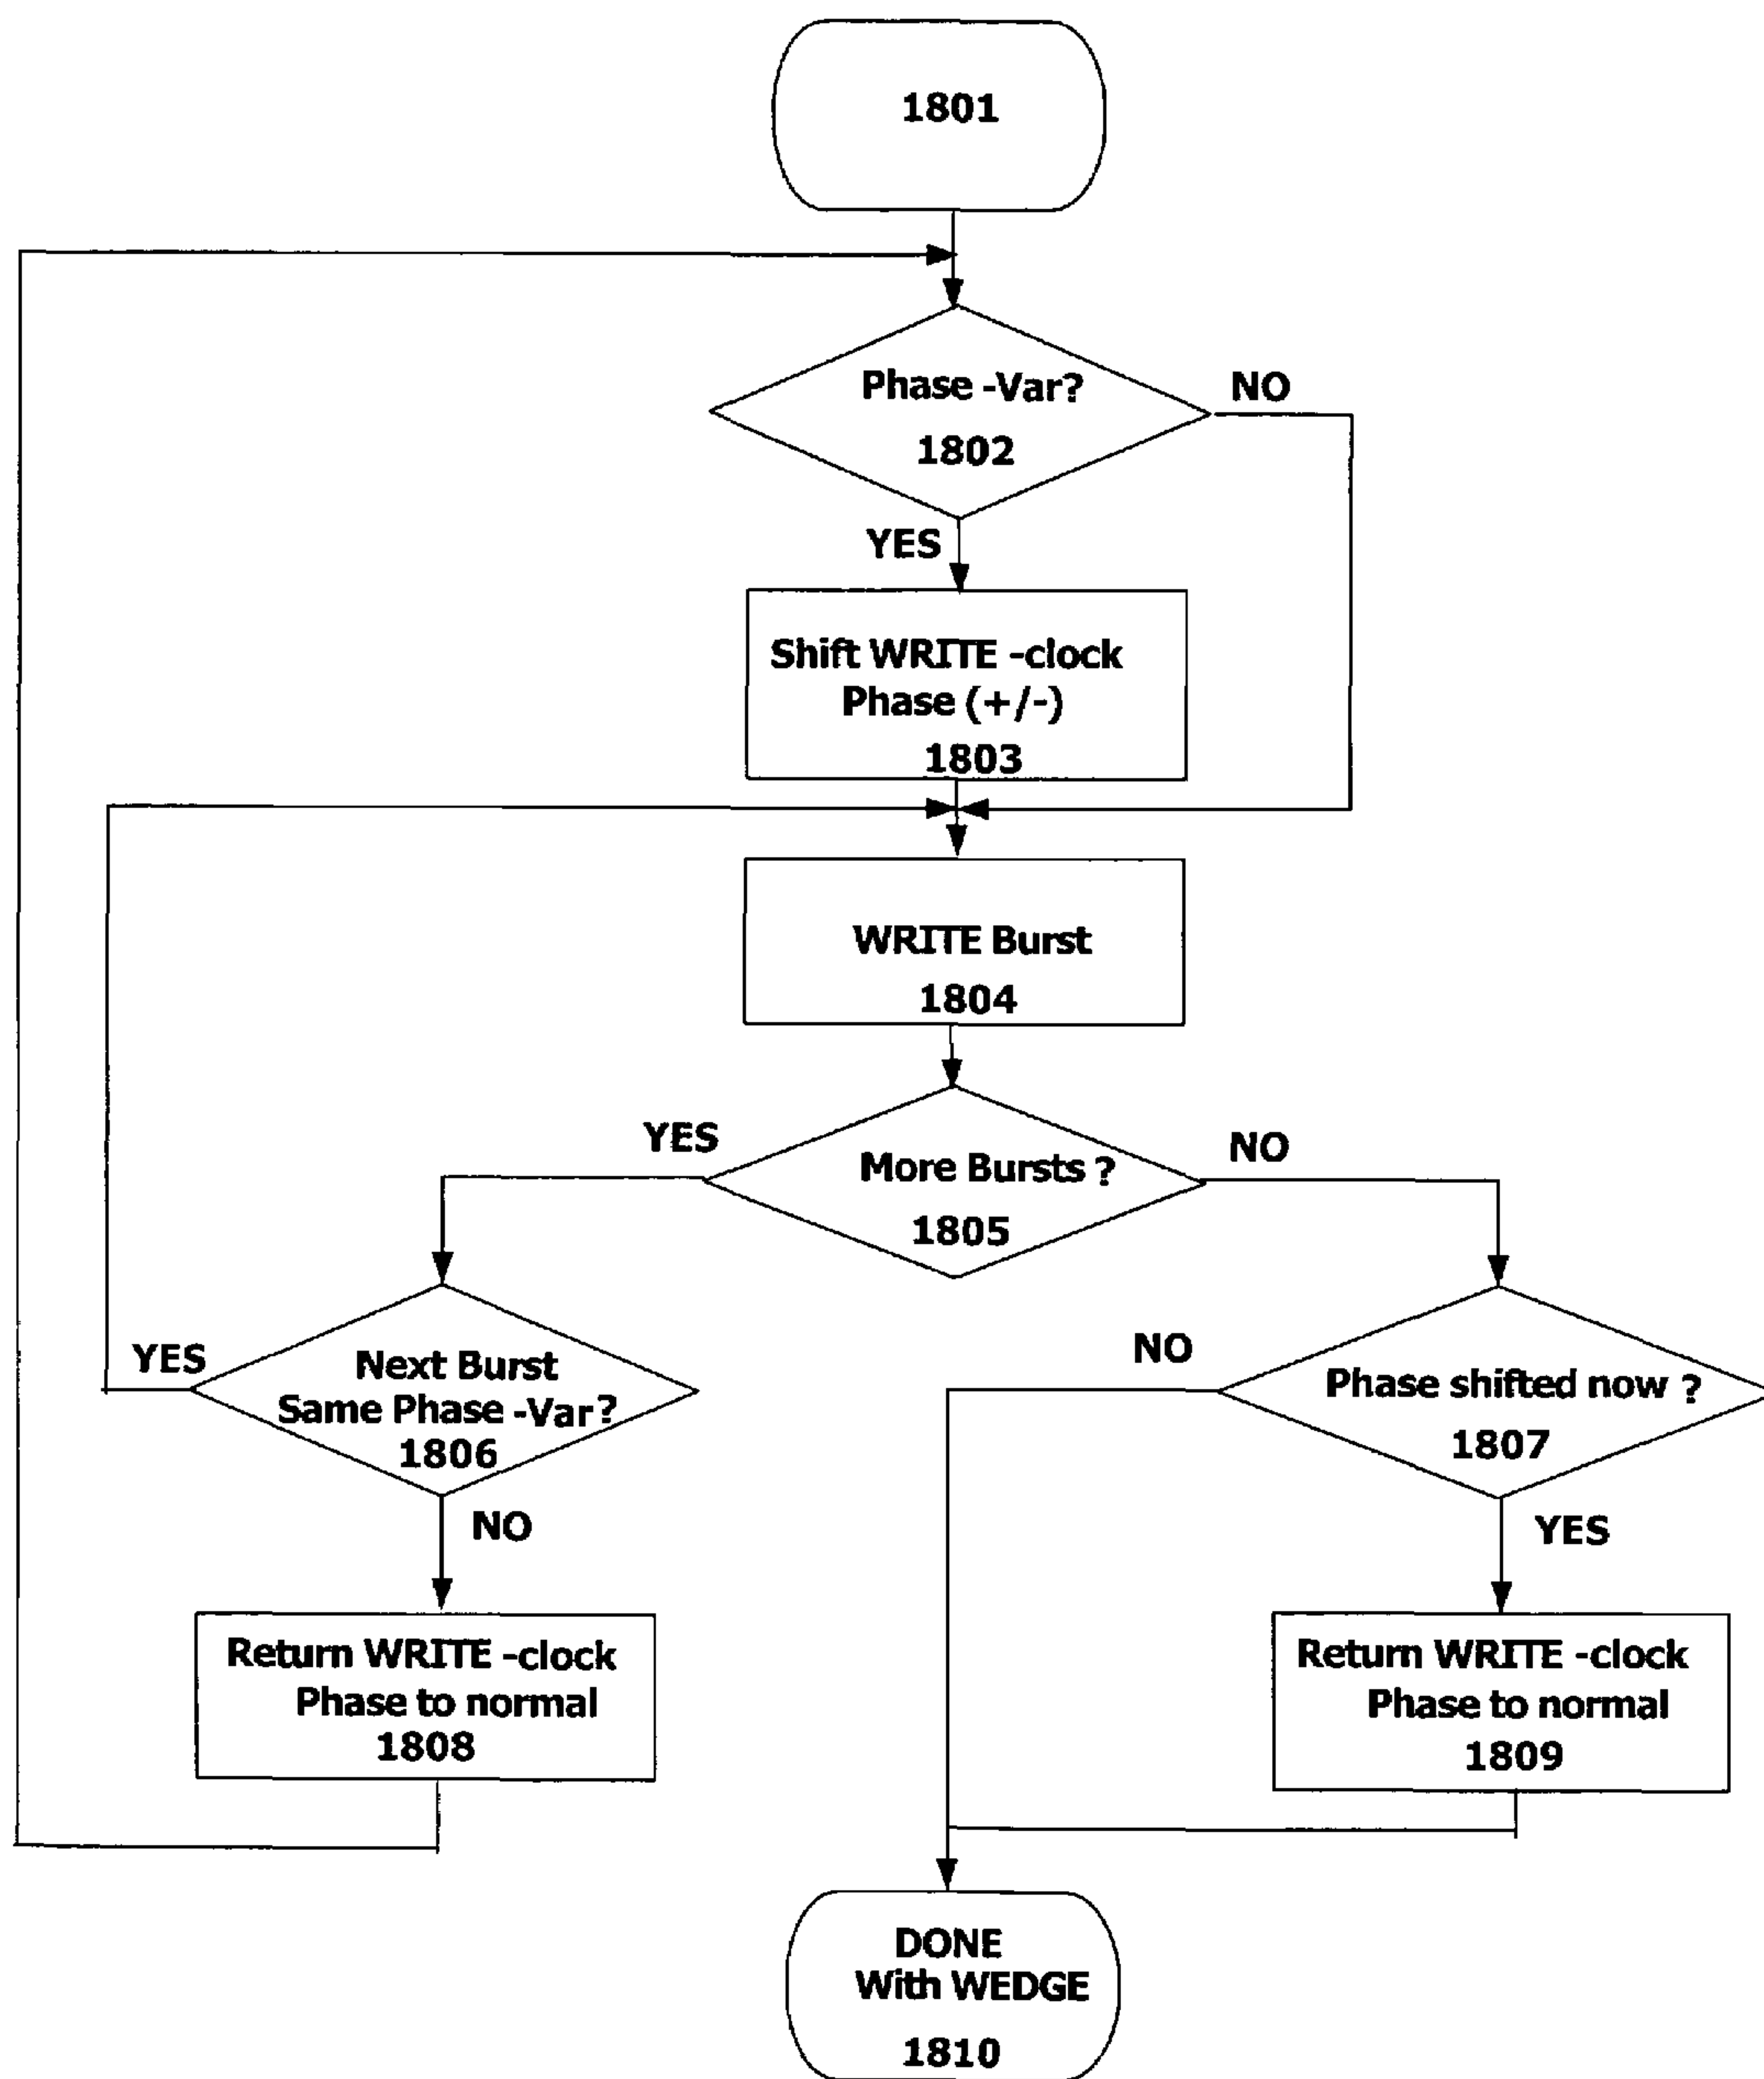 1801
Phase -Var?
1802
NO
YES
Shift WRITE -clock
Phase (+/-)
1803
WRITE Burst
1804
YES
More Bursts ?
1805
NO
YES
Next Burst
Same Phase -Var?
1806
NO
NO
Phase shifted now ?
1807
YES
Return WRITE -clock
Phase to normal
1808
Return WRITE -clock
Phase to normal
1809
DONE
With WEDGE
1810